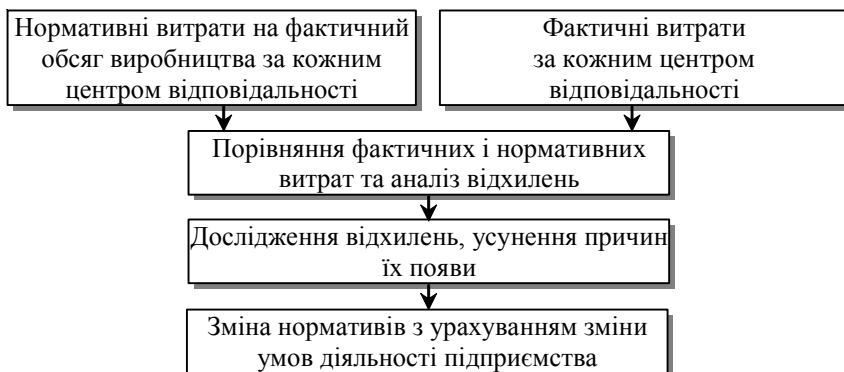 Нормативні витрати на фактичний
обсяг виробництва за кожним
центром відповідальності
Фактичні витрати
за кожним центром
відповідальності
Порівняння фактичних і нормативних
витрат та аналіз відхилень
Дослідження відхилень, усунення причин
їх появи
Зміна нормативів з урахуванням зміни
умов діяльності підприємства